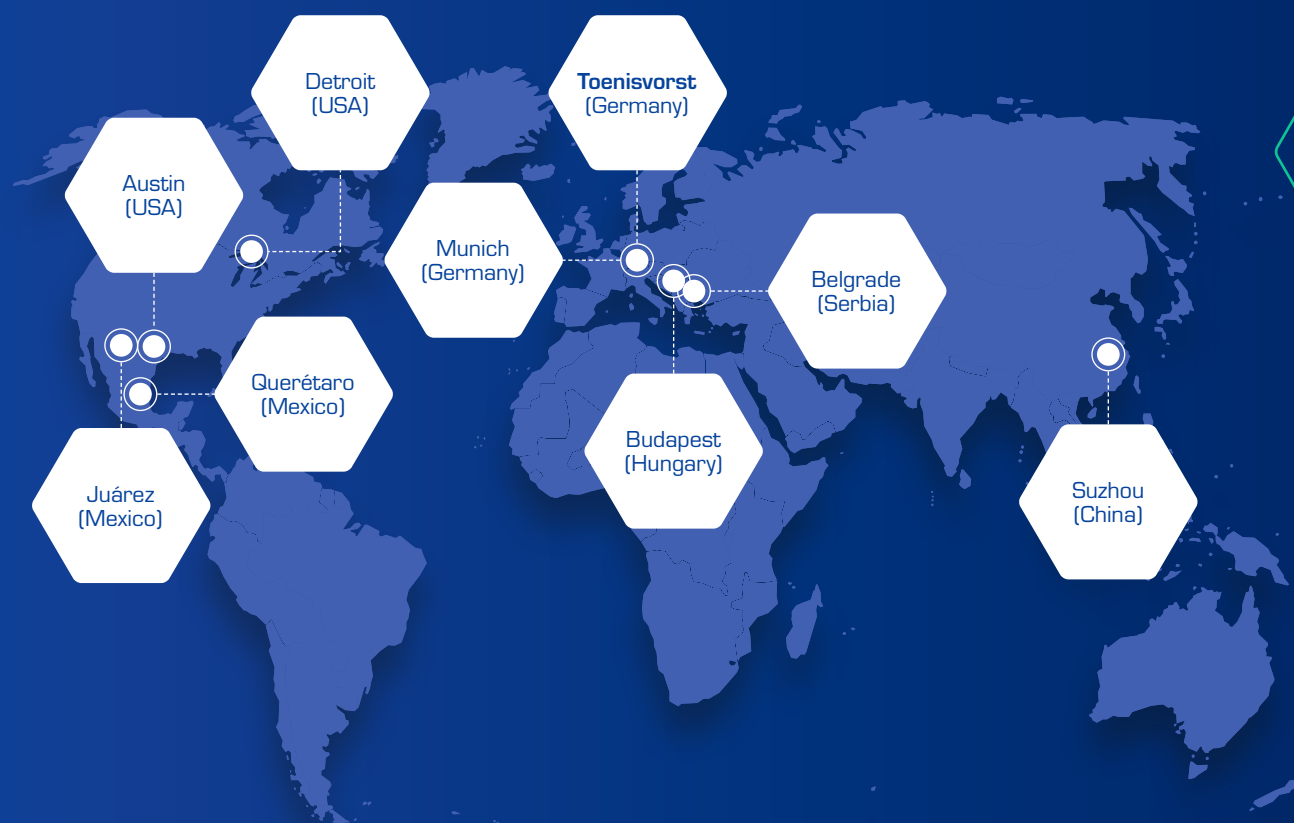 Detroit
(USA)
Toenisvorst
(Germany)
Austin
(USA)
Munich
(Germany)
Belgrade
(Serbia)
Querétaro
(Mexico)
Budapest
(Hungary)
Juárez
(Mexico)
Suzhou
(China)